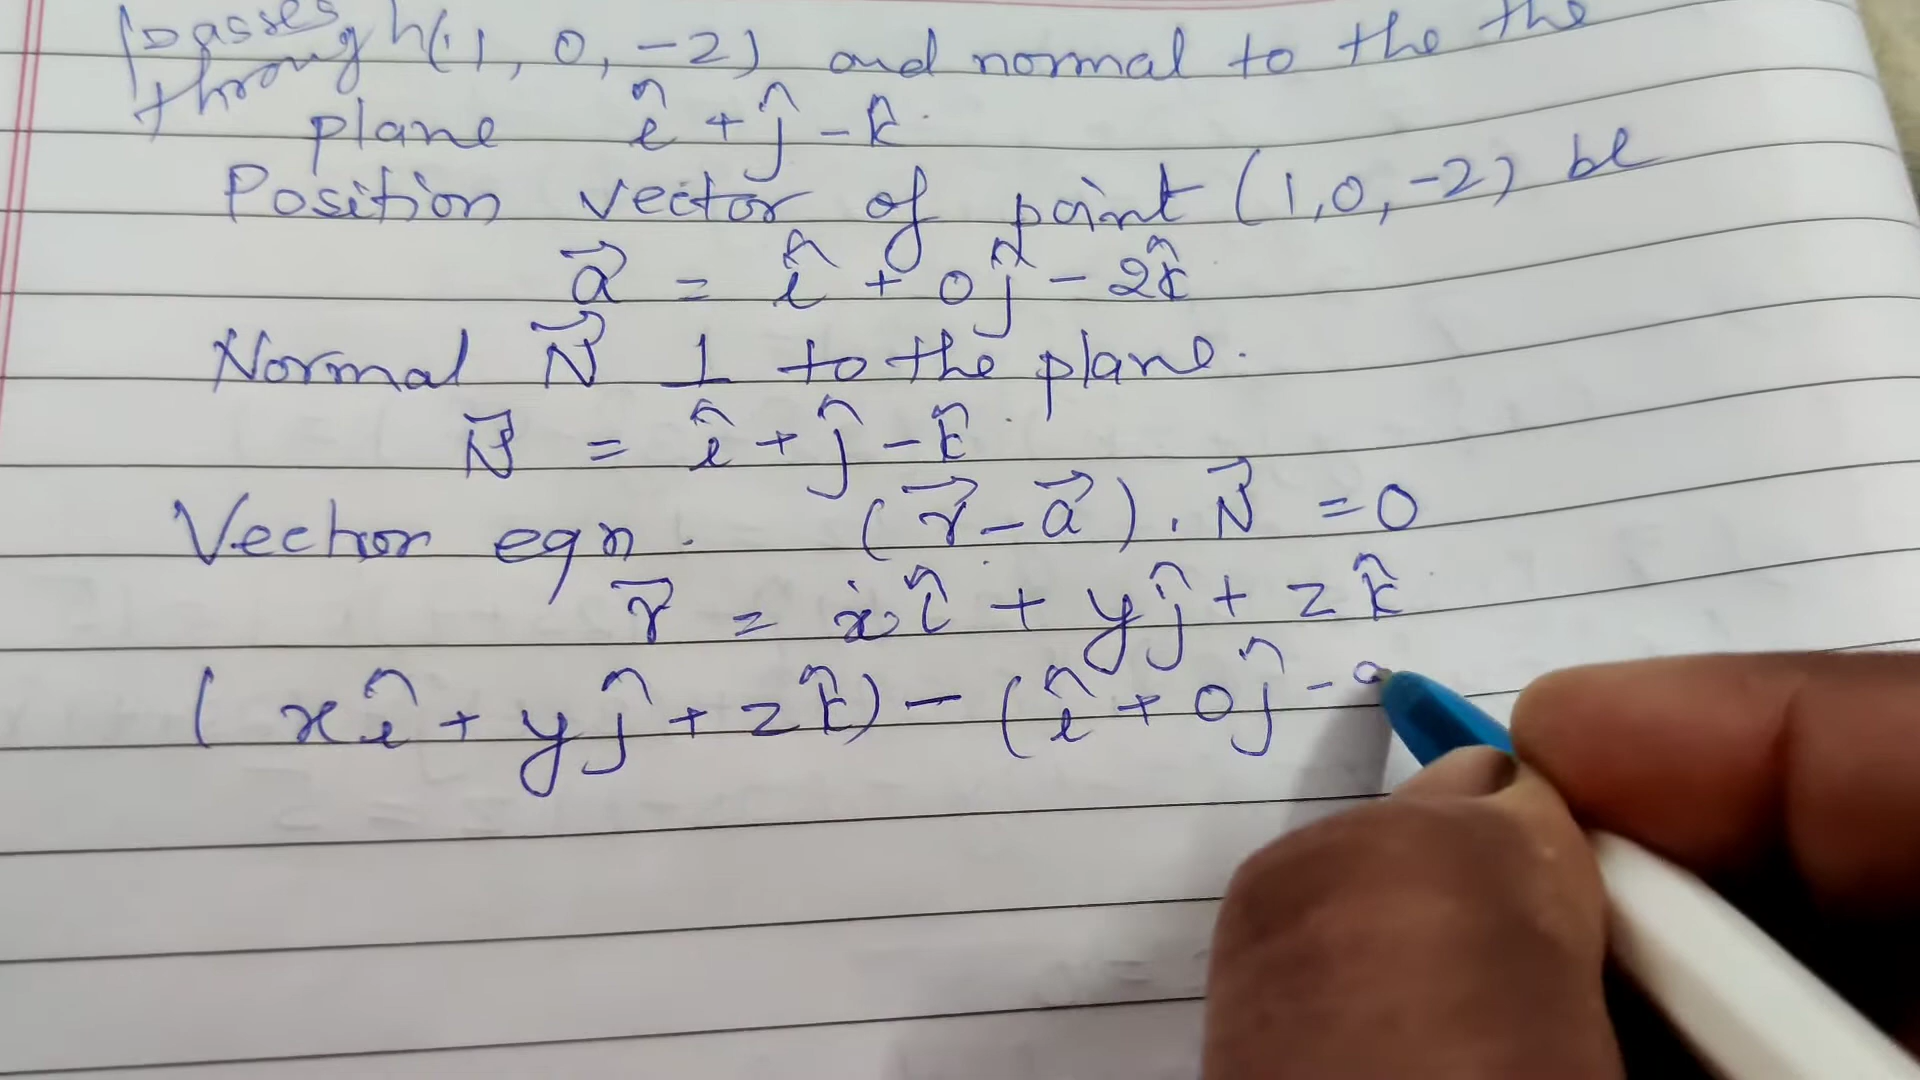 passes
through (1, 0, -2) and normal to the the
plane î + ĵ - k̂.
Position vector of point (1, 0, -2) be
a⃗ = î + 0ĵ - 2k̂
Normal N⃗ ⊥ to the plane.
N⃗ = î + ĵ - k̂.
Vector eqn. (r⃗ - a⃗) . N⃗ = 0
r⃗ = xî + yĵ + zk̂
(xî + yĵ + zk̂) - (î + 0ĵ -